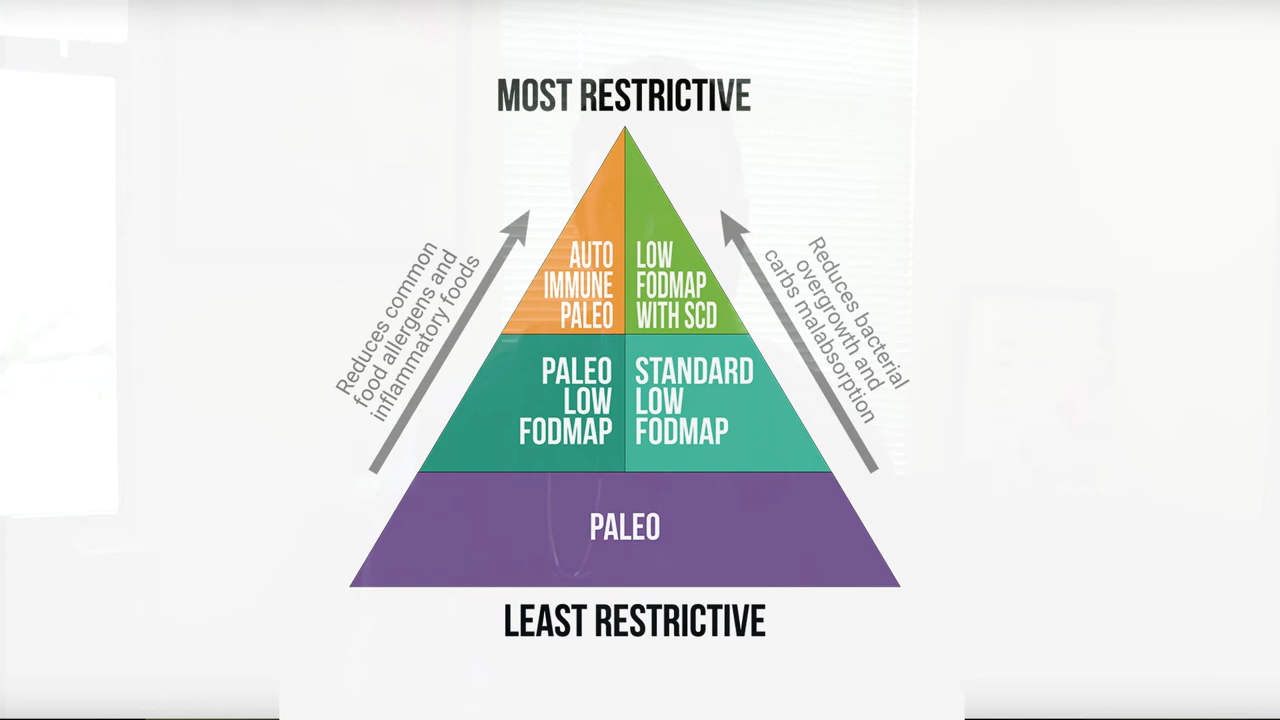 MOST RESTRICTIVE
Reduces common
food allergens and
inflammatory foods
AUTO
IMMUNE
PALEO
LOW
FODMAP
WITH SCD
Reduces bacterial
overgrowth and
carbs malabsorption
PALEO
LOW
FODMAP
STANDARD
LOW
FODMAP
PALEO
LEAST RESTRICTIVE